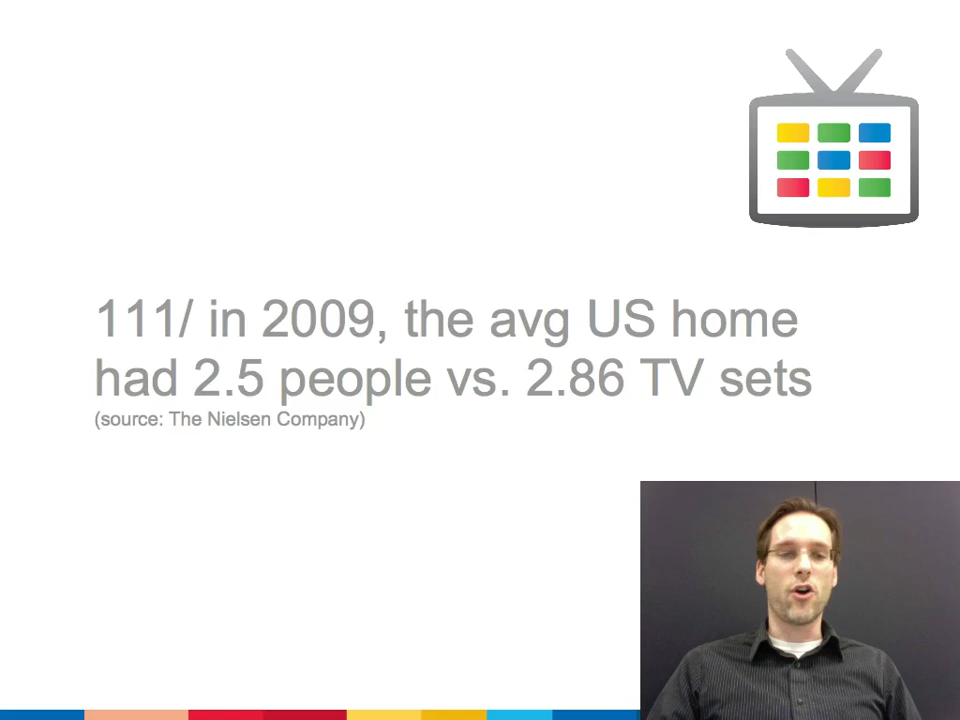 111/ in 2009, the avg US home
had 2.5 people vs. 2.86 TV sets
(source: The Nielsen Company)